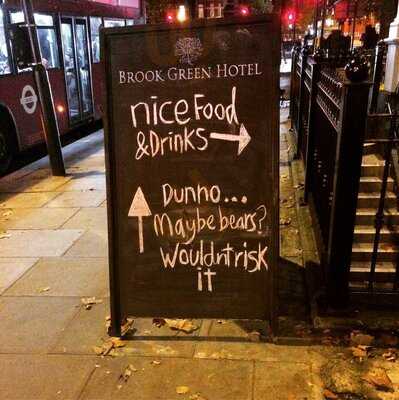 BROOK GREEN HOTEL
nice Food
& Drinks →
↑ Dunno...
Maybe bears?
Wouldnt risk
it